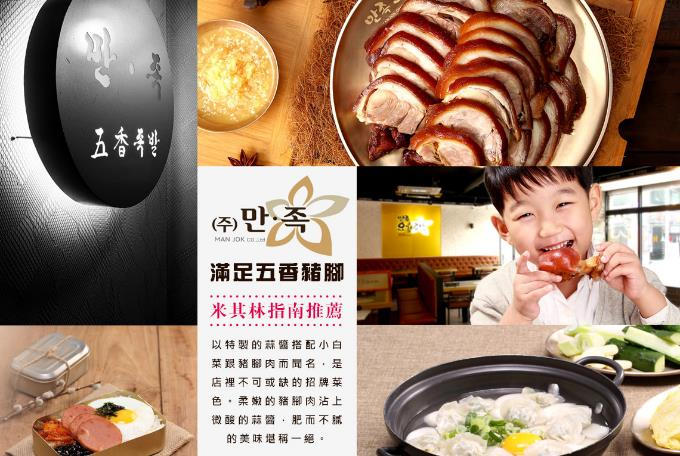 만·족
五香족발
(주)만·족
MAN JOK CO.,Ltd
滿足五香豬腳
米其林指南推薦
以特製的蒜醬搭配小白
菜跟豬腳肉而聞名，是
店裡不可或缺的招牌菜
色。柔嫩的豬腳肉沾上
微酸的蒜醬，肥而不膩
的美味堪稱一絕。